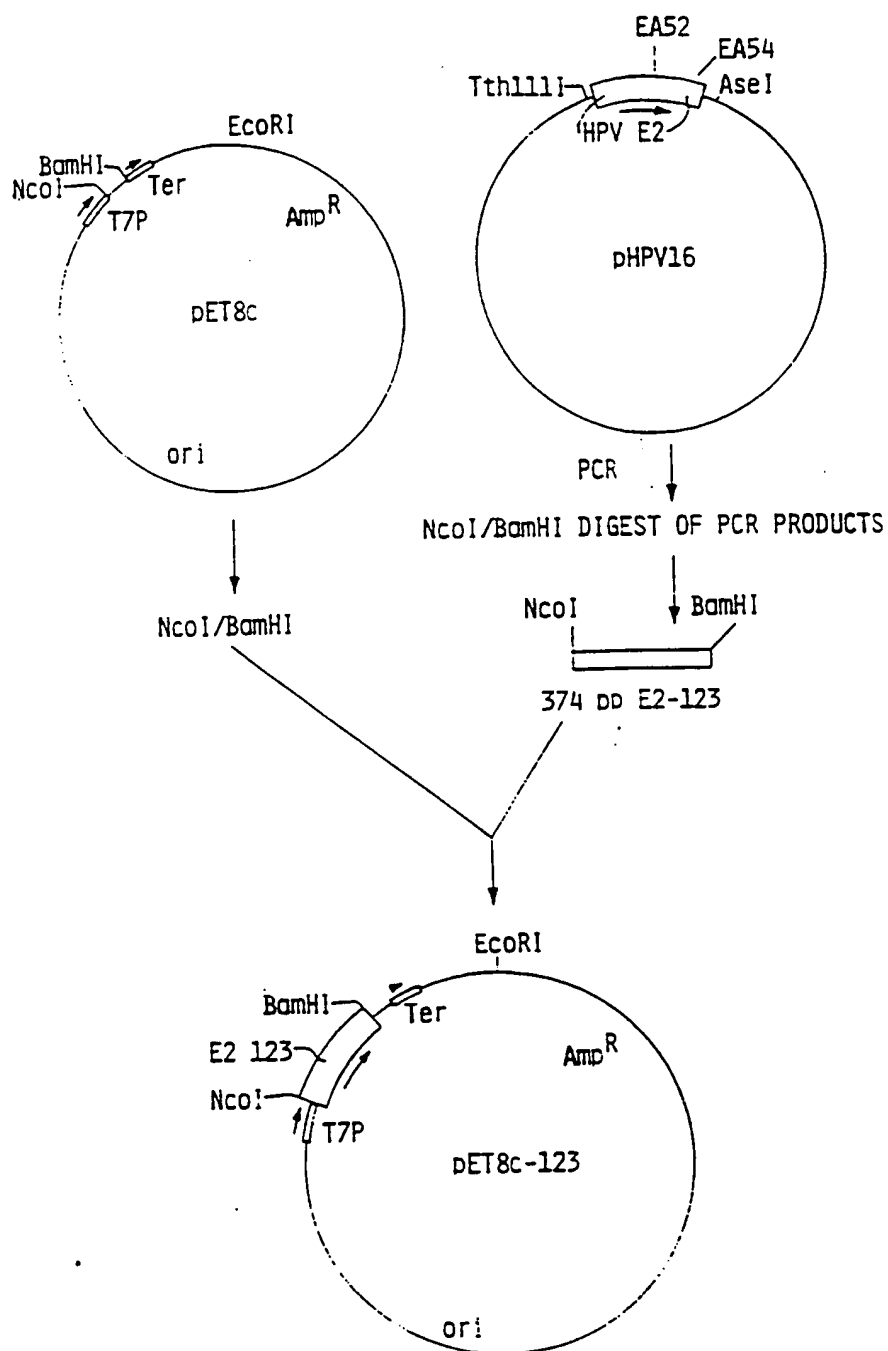 EA52
EA54
Tth111I
AseI
HPV E2
pHPV16
EcoRI
BamHI
NcoI
Ter
T7P
Amp^R
pET8c
ori
PCR
NcoI/BamHI DIGEST OF PCR PRODUCTS
NcoI/BamHI
NcoI
BamHI
374 bp E2-123
EcoRI
BamHI
Ter
E2 123
Amp^R
NcoI
T7P
pET8c-123
ori